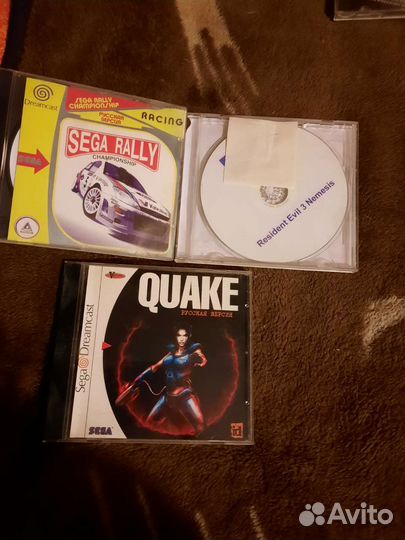 Dreamcast
SEGA RALLY
CHAMPIONSHIP
РУССКАЯ
ВЕРСИЯ
RACING
SEGA
SEGA RALLY
CHAMPIONSHIP
Resident Evil 3 Nemesis
QUAKE
РУССКАЯ ВЕРСИЯ
Sega Dreamcast
SEGA
Avito